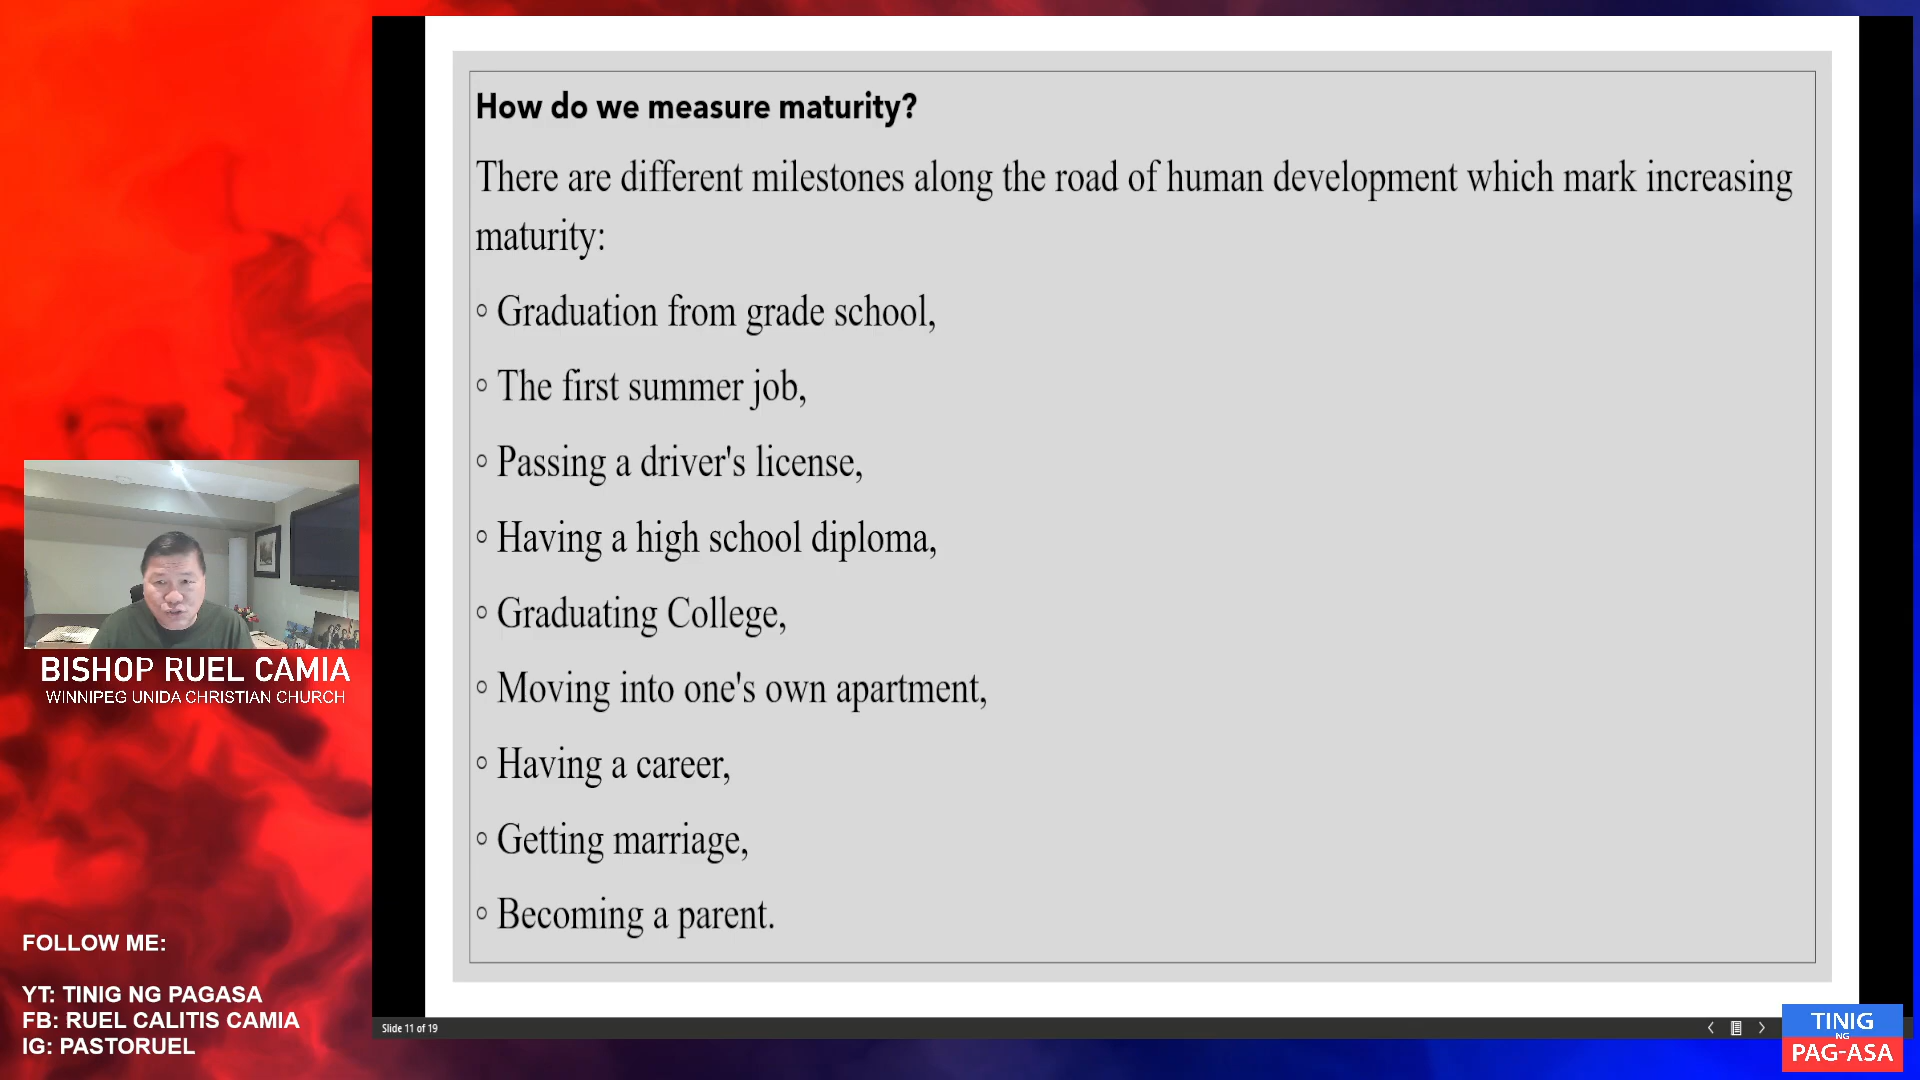 How do we measure maturity?
There are different milestones along the road of human development which mark increasing
maturity:
◦ Graduation from grade school,
◦ The first summer job,
◦ Passing a driver's license,
◦ Having a high school diploma,
◦ Graduating College,
◦ Moving into one's own apartment,
◦ Having a career,
◦ Getting marriage,
◦ Becoming a parent.
BISHOP RUEL CAMIA
WINNIPEG UNIDA CHRISTIAN CHURCH
FOLLOW ME:
YT: TINIG NG PAGASA
FB: RUEL CALITIS CAMIA
IG: PASTORUEL
Slide 11 of 19
TINIG
NG
PAG-ASA